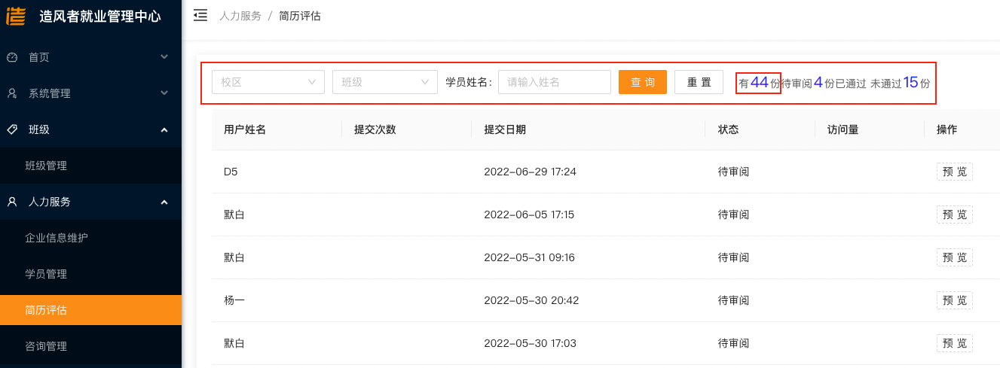 造 造风者就业管理中心
人力服务 / 简历评估
首页
系统管理
班级
班级管理
人力服务
企业信息维护
学员管理
简历评估
咨询管理
校区 班级 学员姓名: 请输入姓名 查 询 重 置 有44份待审阅4份已通过 未通过15份
用户姓名 提交次数 提交日期 状态 访问量 操作
D5 2022-06-29 17:24 待审阅 预 览
默白 2022-06-05 17:15 待审阅 预 览
默白 2022-05-31 09:16 待审阅 预 览
杨一 2022-05-30 20:42 待审阅 预 览
默白 2022-05-30 17:03 待审阅 预 览